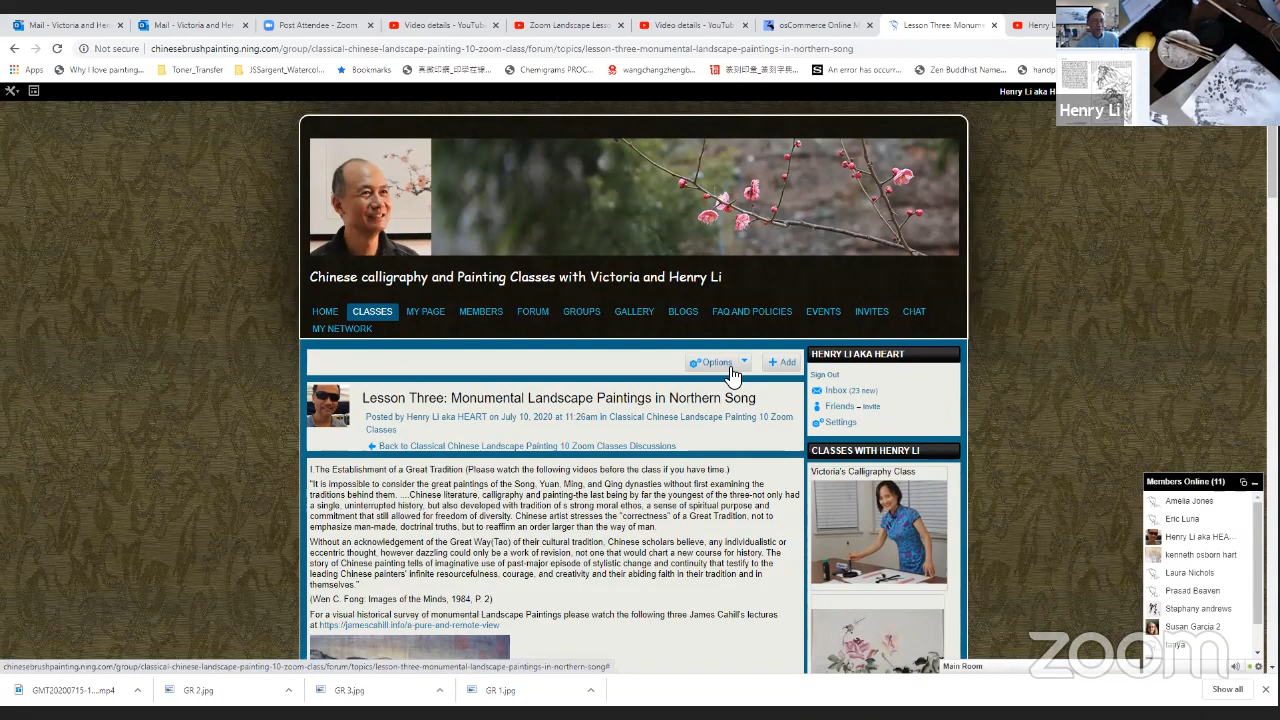 Mail - Victoria and He
Mail - Victoria and Her
Post Attendee - Zoom
Video details - YouTube
Zoom Landscape Less
Video details - YouTube
osCommerce Online M
Lesson Three: Monum
Henry L
Not secure
chinesebrushpainting.ning.com/group/classical-chinese-landscape-painting-10-zoom-class/forum/topics/lesson-three-monumental-landscape-paintings-in-northern-song
Apps
Why I love painting...
Toner_Transfer
JSSargent_Watercol...
Bookmarks
Chemigrams PROC...
wangchangzhengb...
An error has occurr...
Zen Buddhist Name...
handp
Henry Li aka HEA
Henry Li
Chinese calligraphy and Painting Classes with Victoria and Henry Li
HOME CLASSES MY PAGE MEMBERS FORUM GROUPS GALLERY BLOGS FAQ AND POLICIES EVENTS INVITES CHAT
MY NETWORK
Options
+ Add
Lesson Three: Monumental Landscape Paintings in Northern Song
Posted by Henry Li aka HEART on July 10, 2020 at 11:26am in Classical Chinese Landscape Painting 10 Zoom
Classes
Back to Classical Chinese Landscape Painting 10 Zoom Classes Discussions
I.The Establishment of a Great Tradition (Please watch the following videos before the class if you have time.)
"It is impossible to consider the great paintings of the Song, Yuan, Ming, and Qing dynasties without first examining the
traditions behind them. ....Chinese literature, calligraphy and painting-the last being by far the youngest of the three-not only had
a single, uninterrupted history, but also developed with tradition of a strong moral ethos, a sense of spiritual purpose and
commitment that still allowed for freedom of diversity. Chinese artist stresses the "correctness" of a Great Tradition, not to
emphasize man-made, doctrinal truths, but to reaffirm an order larger than the way of man.
Without an acknowledgement of the Great Way(Tao) of their cultural tradition, Chinese scholars believe, any individualistic or
eccentric thought, however dazzling could only be a work of revision, not one that would chart a new course for history. The
story of Chinese painting tells of imaginative use of past-major episode of stylistic change and continuity that testify to the
leading Chinese painters' infinite resourcefulness, courage, and creativity and their abiding faith in their tradition and in
themselves."
(Wen C. Fong: Images of the Minds, 1984, P. 2)
For a visual historical survey of monumental Landscape Paintings please watch the following three James Cahill's lectures
at https://jamescahill.info/a-pure-and-remote-view
HENRY LI AKA HEART
Sign Out
Inbox (23 new)
Friends – Invite
Settings
CLASSES WITH HENRY LI
Victoria's Calligraphy Class
Members Online (11)
Amelia Jones
Eric Luria
Henry Li aka HEA...
kenneth osborn hart
Laura Nichols
Prasad Beaven
Stephany andrews
Susan Garcia 2
tanya
Main Room
zoom
chinesebrushpainting.ning.com/group/classical-chinese-landscape-painting-10-zoom-class/forum/topics/lesson-three-monumental-landscape-paintings-in-northern-song#
GMT20200715-1....mp4
GR 2.jpg
GR 3.jpg
GR 1.jpg
Show all